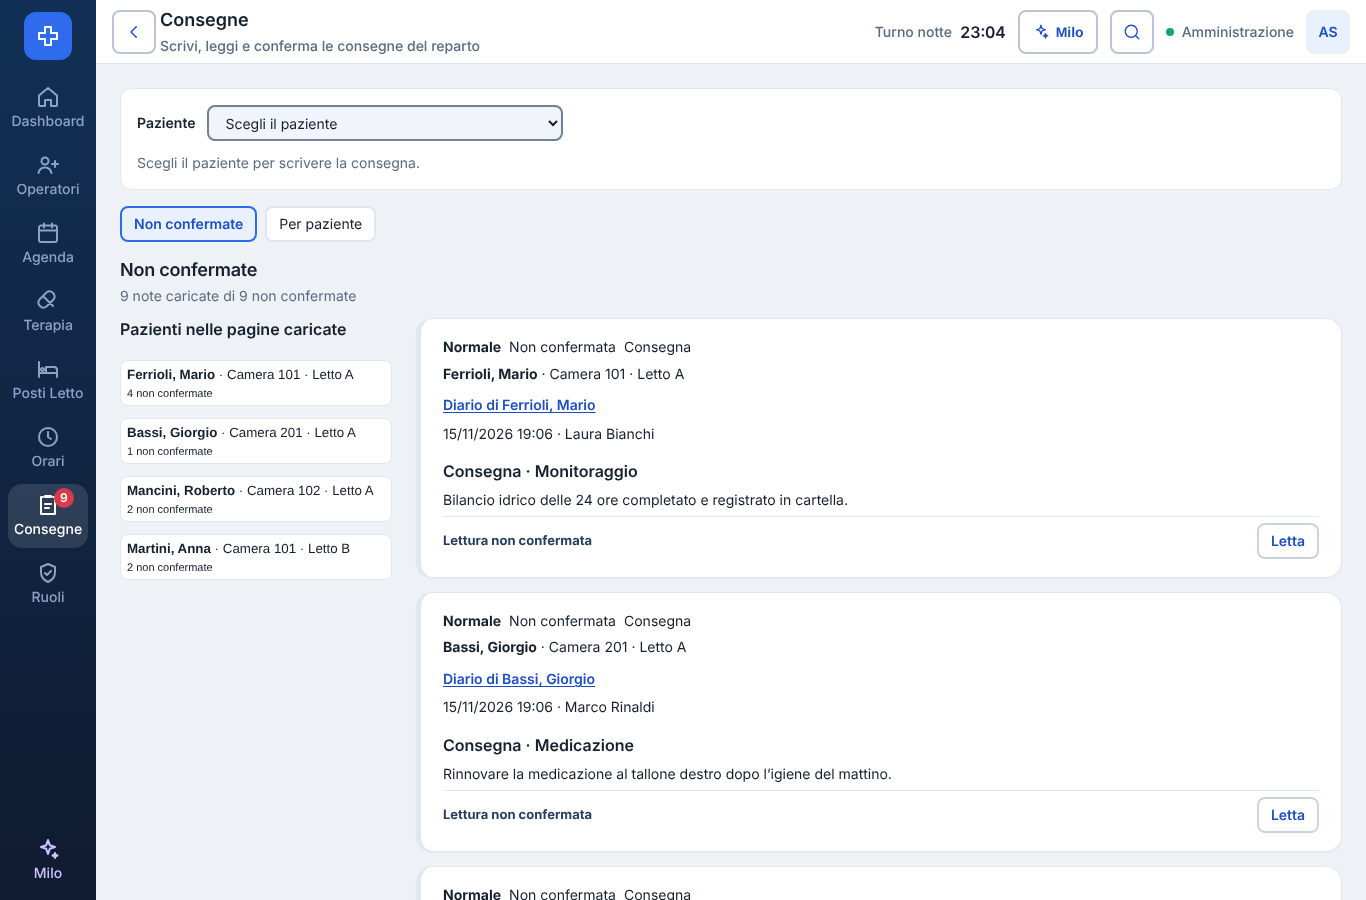 Dashboard
Operatori
Agenda
Terapia
Posti Letto
Orari
9
Consegne
Ruoli
Milo
Consegne
Scrivi, leggi e conferma le consegne del reparto
Turno notte 23:04
Milo
Amministrazione
AS
Paziente
Scegli il paziente
Scegli il paziente per scrivere la consegna.
Non confermate
Per paziente
Non confermate
9 note caricate di 9 non confermate
Pazienti nelle pagine caricate
Ferrioli, Mario · Camera 101 · Letto A
4 non confermate
Bassi, Giorgio · Camera 201 · Letto A
1 non confermate
Mancini, Roberto · Camera 102 · Letto A
2 non confermate
Martini, Anna · Camera 101 · Letto B
2 non confermate
Normale Non confermata Consegna
Ferrioli, Mario · Camera 101 · Letto A
Diario di Ferrioli, Mario
15/11/2026 19:06 · Laura Bianchi
Consegna · Monitoraggio
Bilancio idrico delle 24 ore completato e registrato in cartella.
Lettura non confermata
Letta
Normale Non confermata Consegna
Bassi, Giorgio · Camera 201 · Letto A
Diario di Bassi, Giorgio
15/11/2026 19:06 · Marco Rinaldi
Consegna · Medicazione
Rinnovare la medicazione al tallone destro dopo l’igiene del mattino.
Lettura non confermata
Letta
Normale Non confermata Consegna